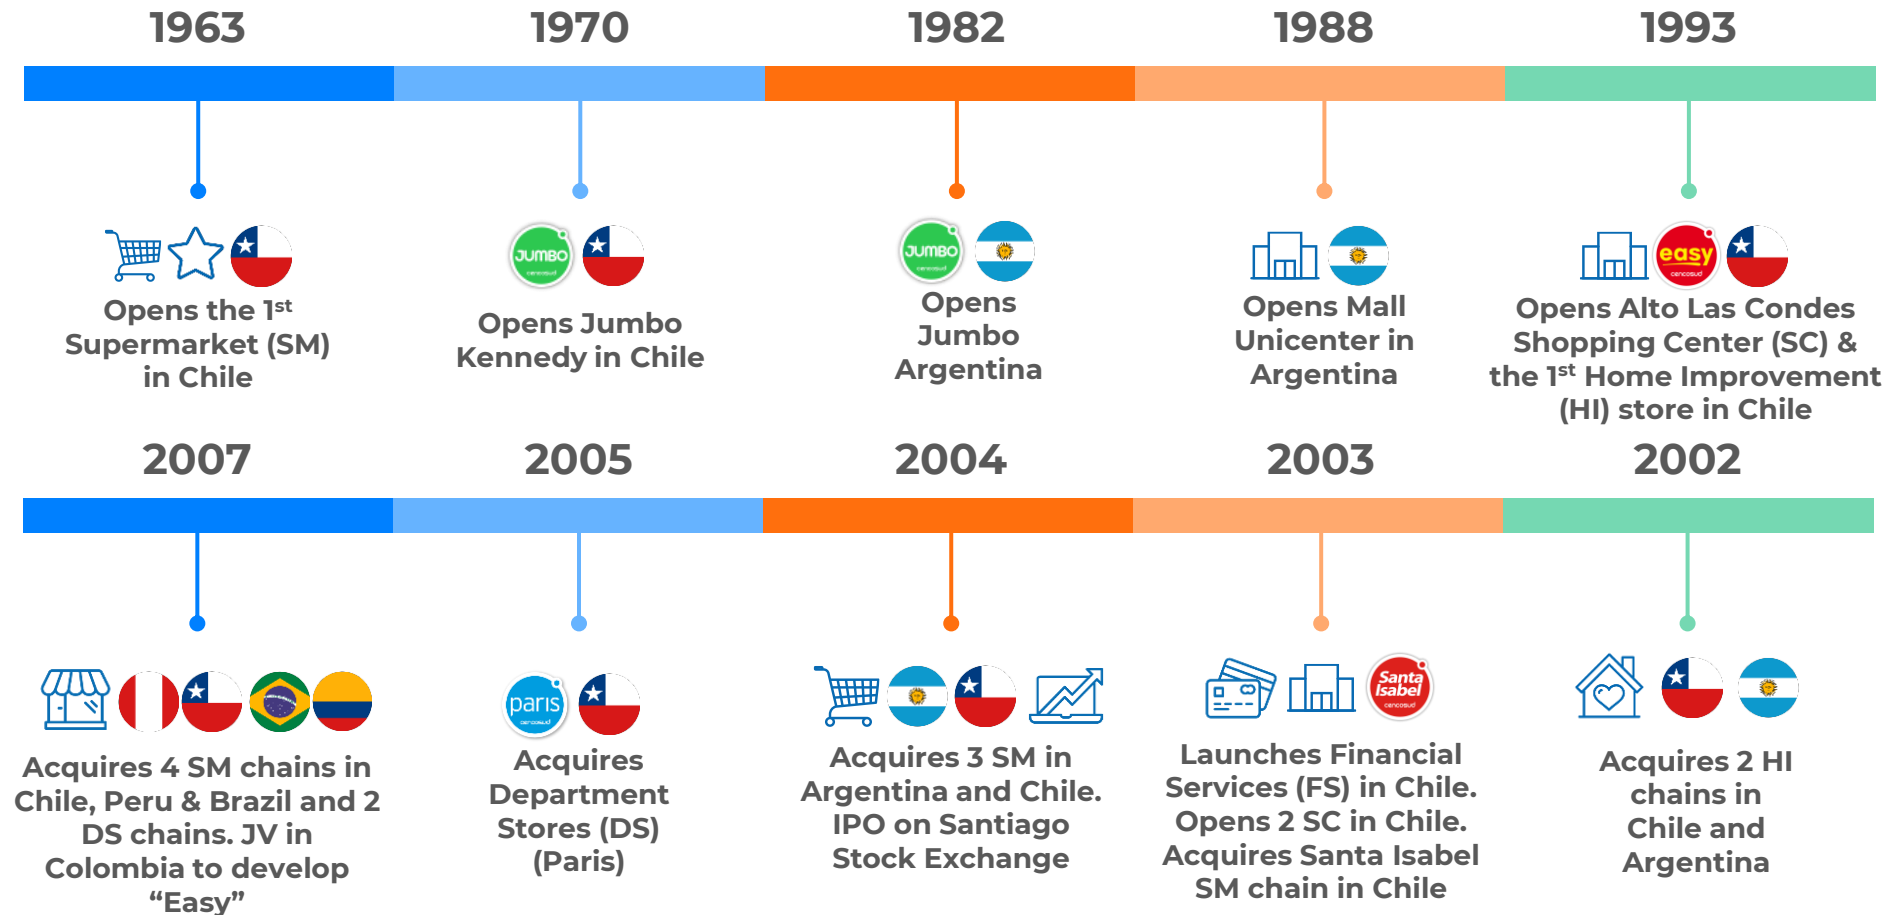 1963
1970
1982
1988
1993
JUMBO
cencosud
JUMBO
cencosud
easy
cencosud
Opens the 1st
Supermarket (SM)
in Chile
Opens Jumbo
Kennedy in Chile
Opens
Jumbo
Argentina
Opens Mall
Unicenter in
Argentina
Opens Alto Las Condes
Shopping Center (SC) &
the 1st Home Improvement
(HI) store in Chile
2007
2005
2004
2003
2002
paris
cencosud
Santa
Isabel
cencosud
Acquires 4 SM chains in
Chile, Peru & Brazil and 2
DS chains. JV in
Colombia to develop
“Easy”
Acquires
Department
Stores (DS)
(Paris)
Acquires 3 SM in
Argentina and Chile.
IPO on Santiago
Stock Exchange
Launches Financial
Services (FS) in Chile.
Opens 2 SC in Chile.
Acquires Santa Isabel
SM chain in Chile
Acquires 2 HI
chains in
Chile and
Argentina